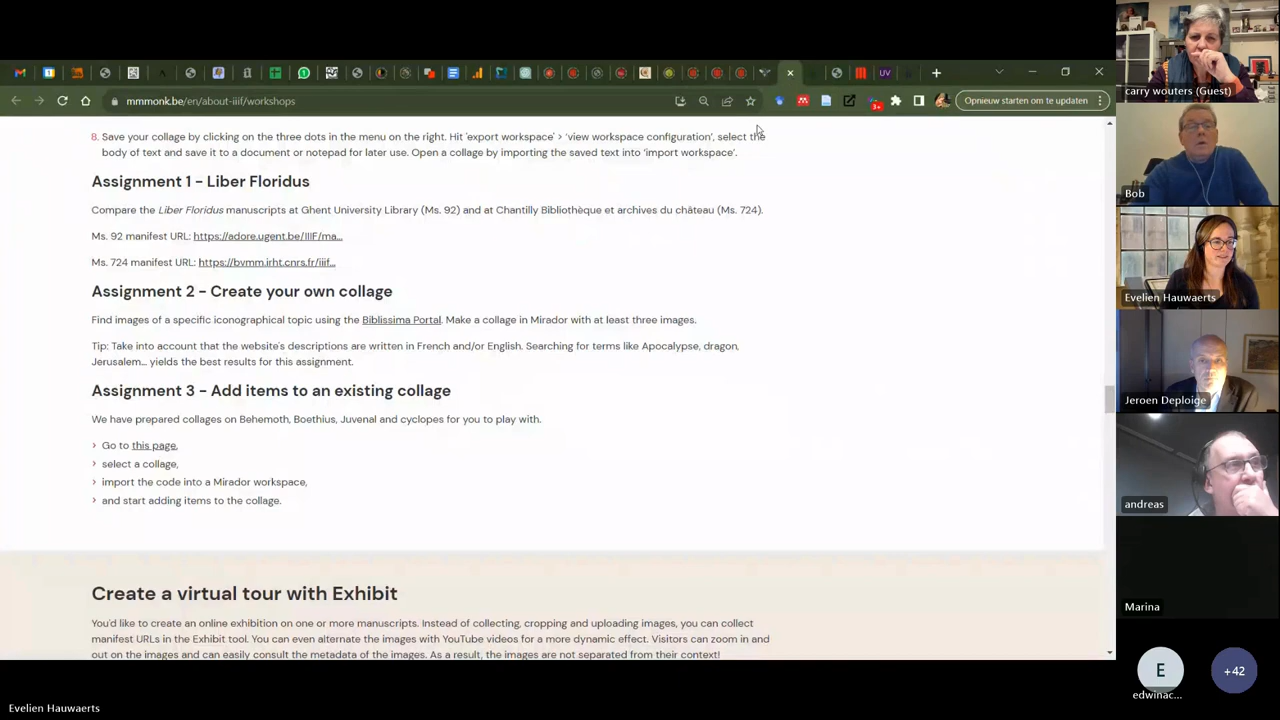 UV
mmmonk.be/en/about-iiif/workshops
3+
Opnieuw starten om te updaten
8. Save your collage by clicking on the three dots in the menu on the right. Hit 'export workspace' > 'view workspace configuration', select the
body of text and save it to a document or notepad for later use. Open a collage by importing the saved text into 'import workspace'.
Assignment 1 - Liber Floridus
Compare the Liber Floridus manuscripts at Ghent University Library (Ms. 92) and at Chantilly Bibliothèque et archives du château (Ms. 724).
Ms. 92 manifest URL: https://adore.ugent.be/IIIF/ma...
Ms. 724 manifest URL: https://bvmm.irht.cnrs.fr/iiif...
Assignment 2 - Create your own collage
Find images of a specific iconographical topic using the Biblissima Portal. Make a collage in Mirador with at least three images.
Tip: Take into account that the website's descriptions are written in French and/or English. Searching for terms like Apocalypse, dragon,
Jerusalem... yields the best results for this assignment.
Assignment 3 - Add items to an existing collage
We have prepared collages on Behemoth, Boethius, Juvenal and cyclopes for you to play with.
> Go to this page,
> select a collage,
> import the code into a Mirador workspace,
> and start adding items to the collage.
Create a virtual tour with Exhibit
You'd like to create an online exhibition on one or more manuscripts. Instead of collecting, cropping and uploading images, you can collect
manifest URLs in the Exhibit tool. You can even alternate the images with YouTube videos for a more dynamic effect. Visitors can zoom in and
out on the images and can easily consult the metadata of the images. As a result, the images are not separated from their context!
Evelien Hauwaerts
carry wouters (Guest)
Bob
Evelien Hauwaerts
Jeroen Deploige
andreas
Marina
E
edwinac...
+42